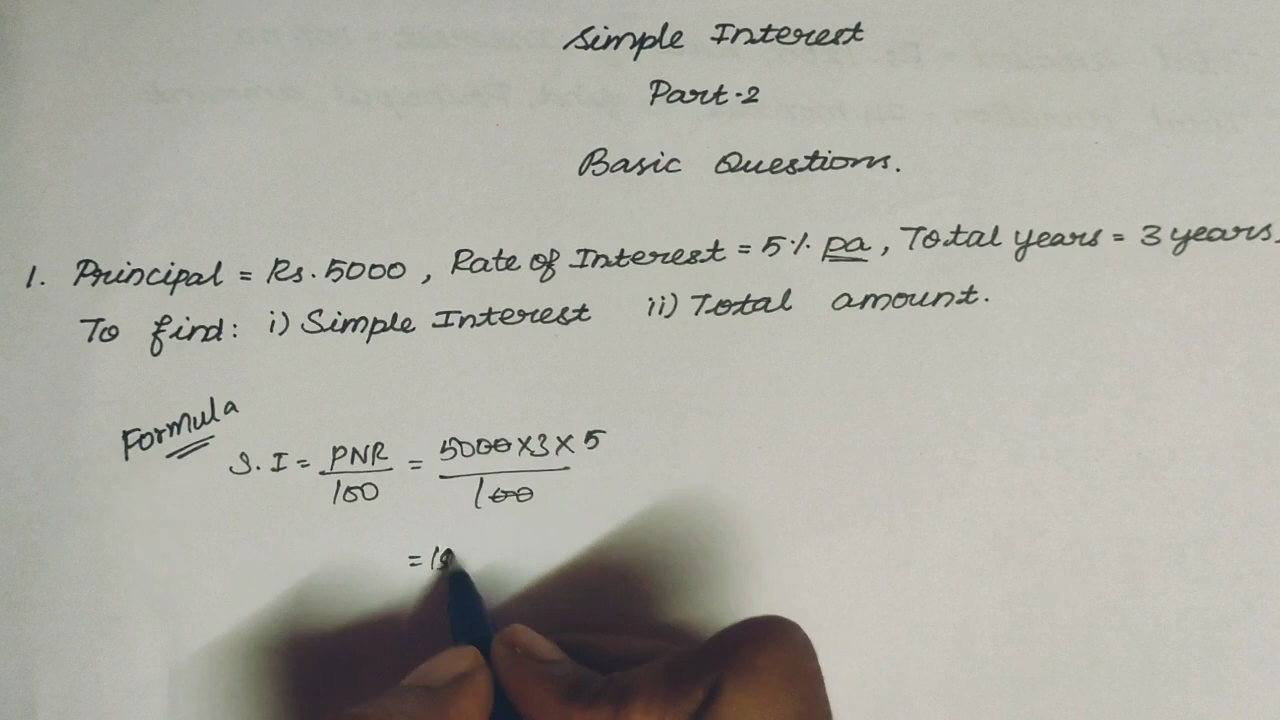 Simple Interest
Part-2
Basic Questions.
1. Principal = Rs. 5000, Rate of Interest = 5% pa, Total years = 3 years.
To find: i) Simple Interest ii) Total amount.
Formula
S.I = PNR/100 = 5000×3×5/100
= 1